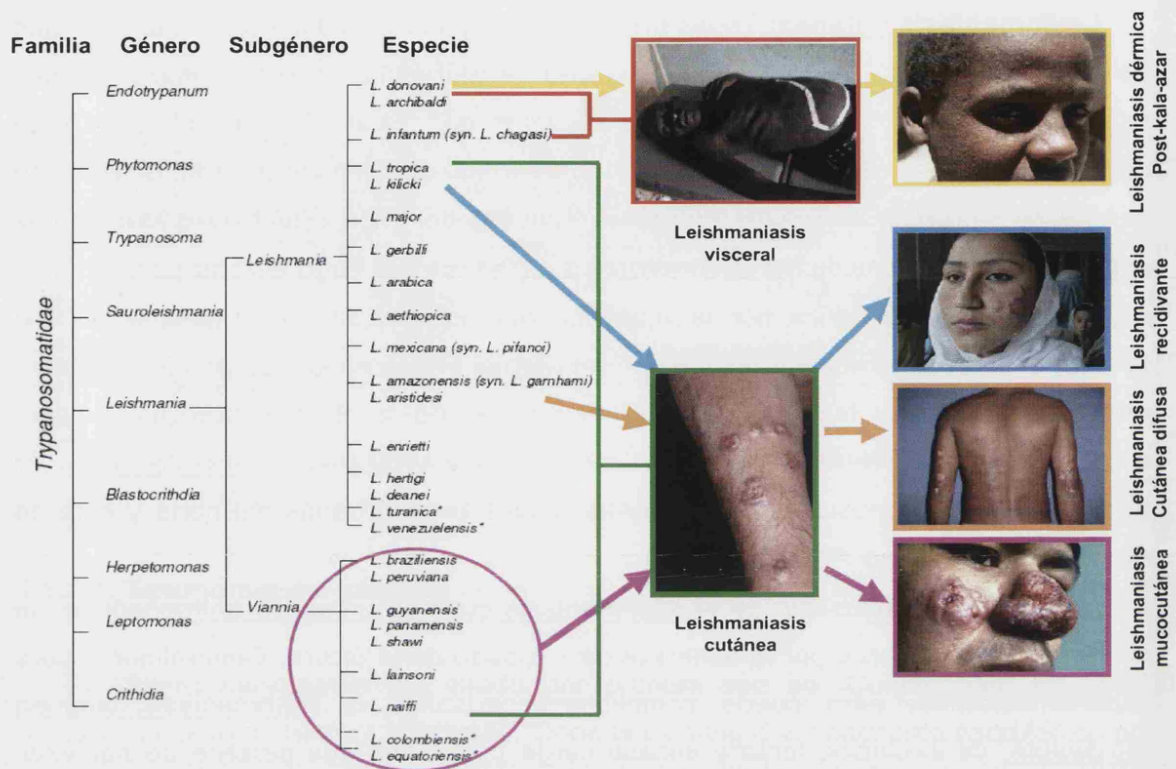 Familia Género Subgénero Especie
Trypanosomatidae
Endotrypanum
Phytomonas
Trypanosoma
Sauroleishmania
Leishmania
Blastocrithdia
Herpetomonas
Leptomonas
Crithidia
Leishmania
Viannia
L. donovani
L. archibaldi
L. infantum (syn. L. chagasi)
L. tropica
L. kilicki
L. major
L. gerbilli
L. arabica
L. aethiopica
L. mexicana (syn. L. pifanoi)
L. amazonensis (syn. L. garnhami)
L. aristidesi
L. enrietti
L. hertigi
L. deanei
L. turanica*
L. venezuelensis*
L. braziliensis
L. peruviana
L. guyanensis
L. panamensis
L. shawi
L. lainsoni
L. naiffi
L. colombiensis*
L. equatoriensis*
Leishmaniasis
visceral
Leishmaniasis
cutánea
Leishmaniasis dérmica
Post-kala-azar
Leishmaniasis
recidivante
Leishmaniasis
Cutánea difusa
Leishmaniasis
mucocutánea